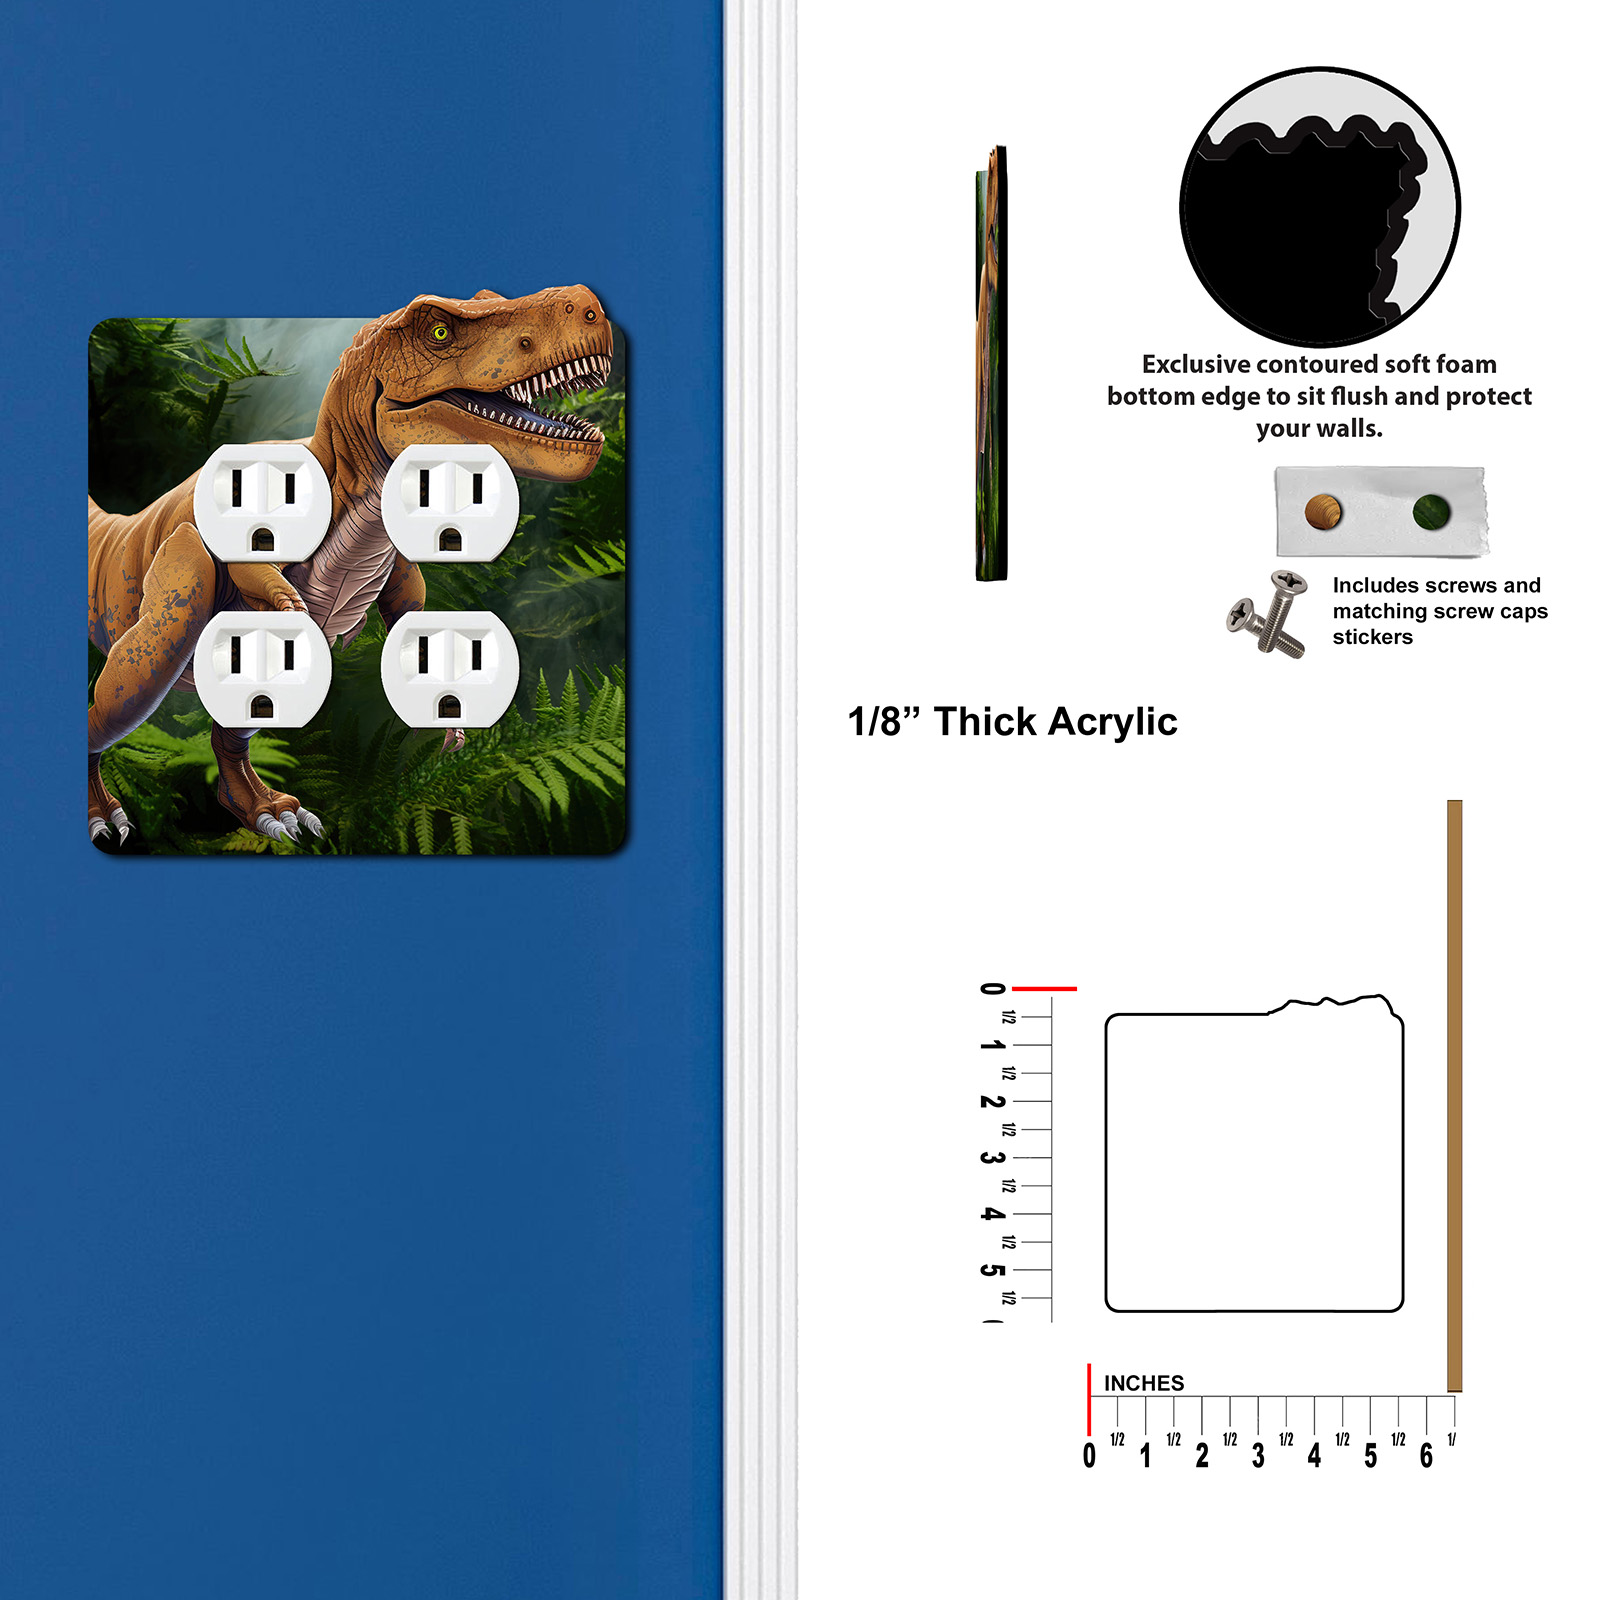 Exclusive contoured soft foam
bottom edge to sit flush and protect
your walls.
Includes screws and
matching screw caps
stickers
1/8” Thick Acrylic
0
1/2
1
1/2
2
1/2
3
1/2
4
1/2
5
1/2
INCHES
1/2 1/2 1/2 1/2 1/2 1/2 1/
0 1 2 3 4 5 6